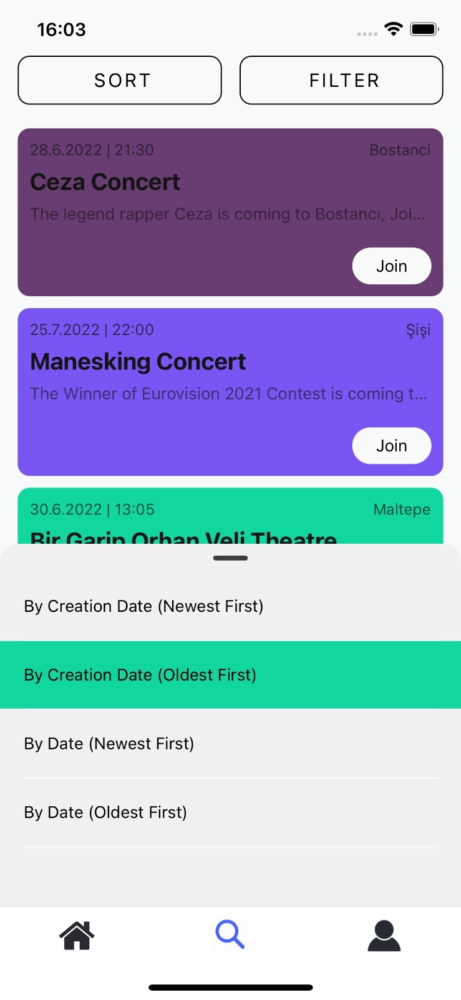 16:03
SORT
FILTER
28.6.2022 | 21:30
Bostanci
Ceza Concert
The legend rapper Ceza is coming to Bostancı, Joi...
Join
25.7.2022 | 22:00
Şişi
Manesking Concert
The Winner of Eurovision 2021 Contest is coming t...
Join
30.6.2022 | 13:05
Maltepe
Bir Garip Orhan Veli Theatre
By Creation Date (Newest First)
By Creation Date (Oldest First)
By Date (Newest First)
By Date (Oldest First)